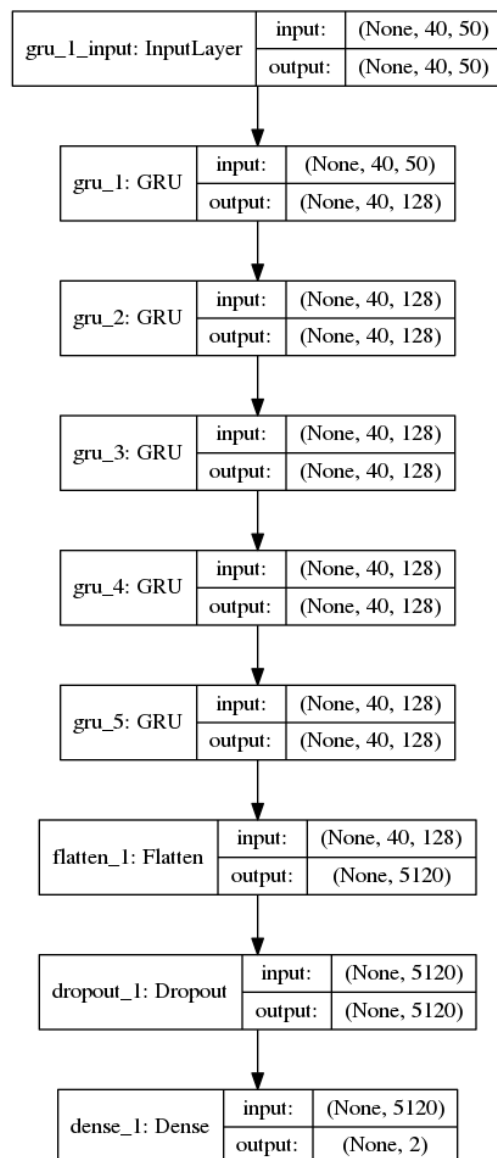 gru_1_input: InputLayer
input: (None, 40, 50)
output: (None, 40, 50)
gru_1: GRU
input: (None, 40, 50)
output: (None, 40, 128)
gru_2: GRU
input: (None, 40, 128)
output: (None, 40, 128)
gru_3: GRU
input: (None, 40, 128)
output: (None, 40, 128)
gru_4: GRU
input: (None, 40, 128)
output: (None, 40, 128)
gru_5: GRU
input: (None, 40, 128)
output: (None, 40, 128)
flatten_1: Flatten
input: (None, 40, 128)
output: (None, 5120)
dropout_1: Dropout
input: (None, 5120)
output: (None, 5120)
dense_1: Dense
input: (None, 5120)
output: (None, 2)